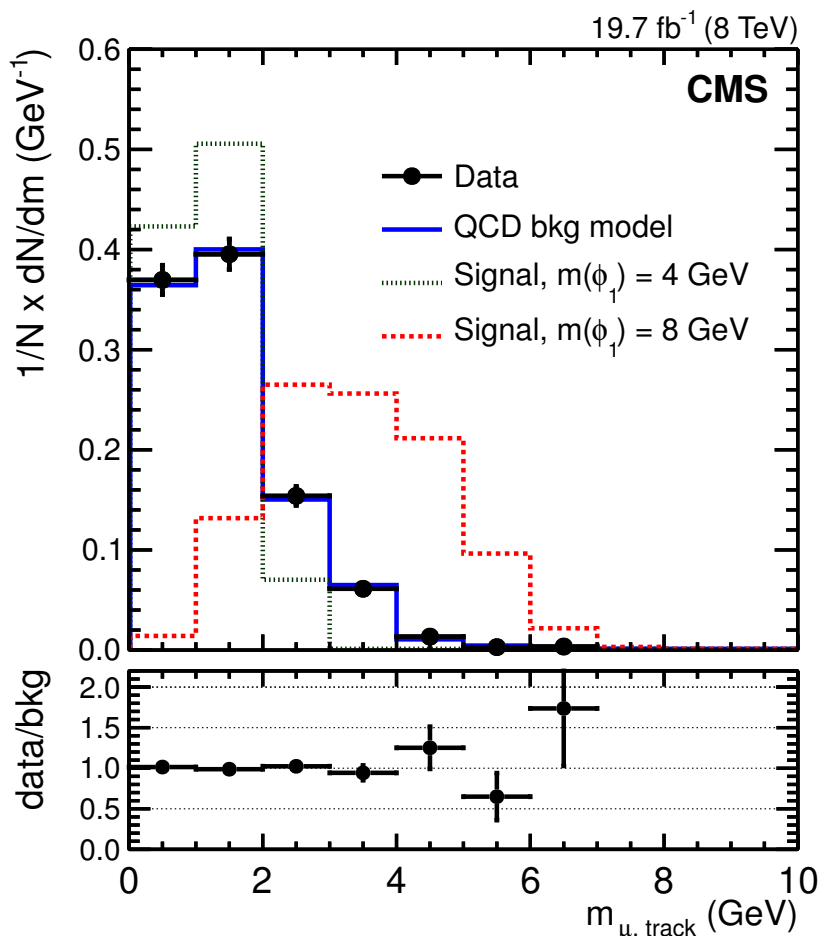 19.7 fb⁻¹ (8 TeV)
1/N x dN/dm (GeV⁻¹)
CMS
0.6
0.5
0.4
0.3
0.2
0.1
0.0
Data
QCD bkg model
Signal, m(ϕ₁) = 4 GeV
Signal, m(ϕ₁) = 8 GeV
data/bkg
2.0
1.5
1.0
0.5
0.0
0 2 4 6 8 10
m μ, track (GeV)